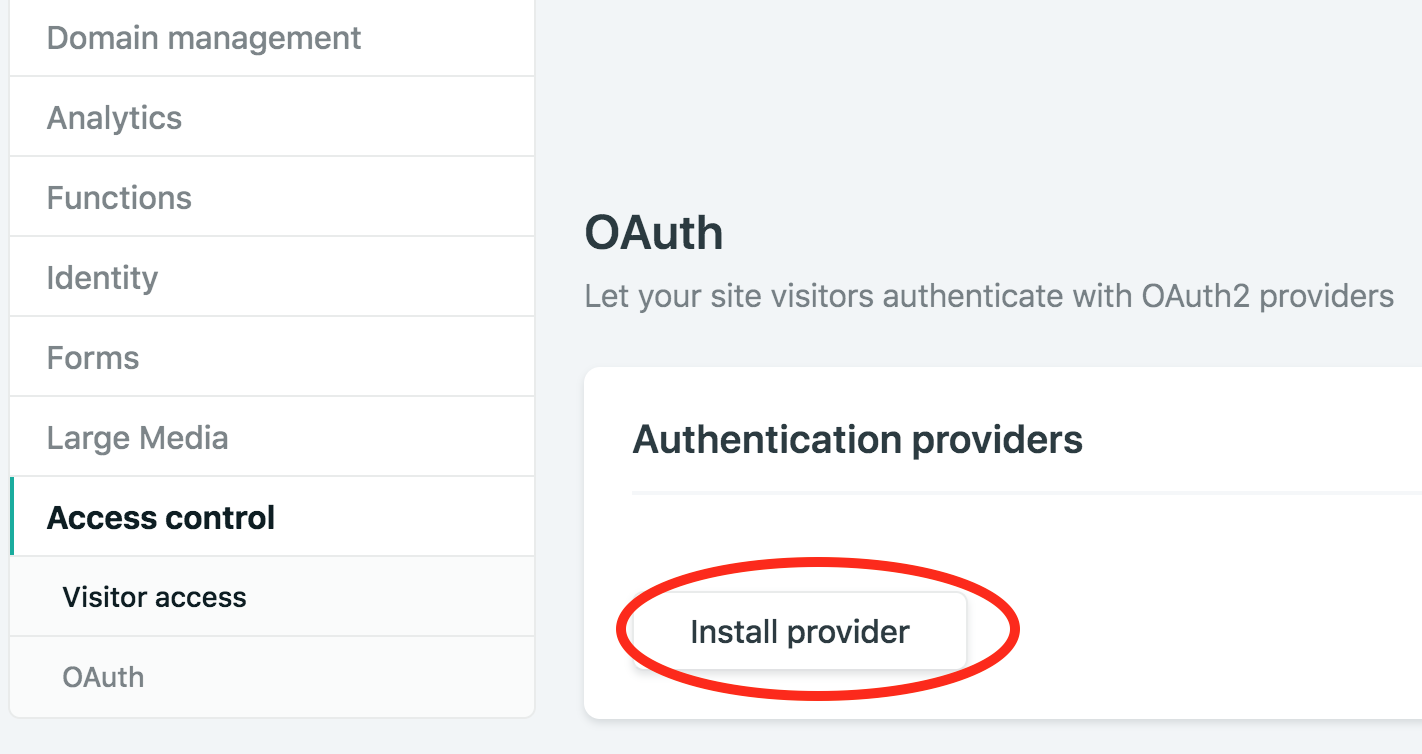 Domain management
Analytics
Functions
Identity
Forms
Large Media
Access control
Visitor access
OAuth
OAuth
Let your site visitors authenticate with OAuth2 providers
Authentication providers
Install provider